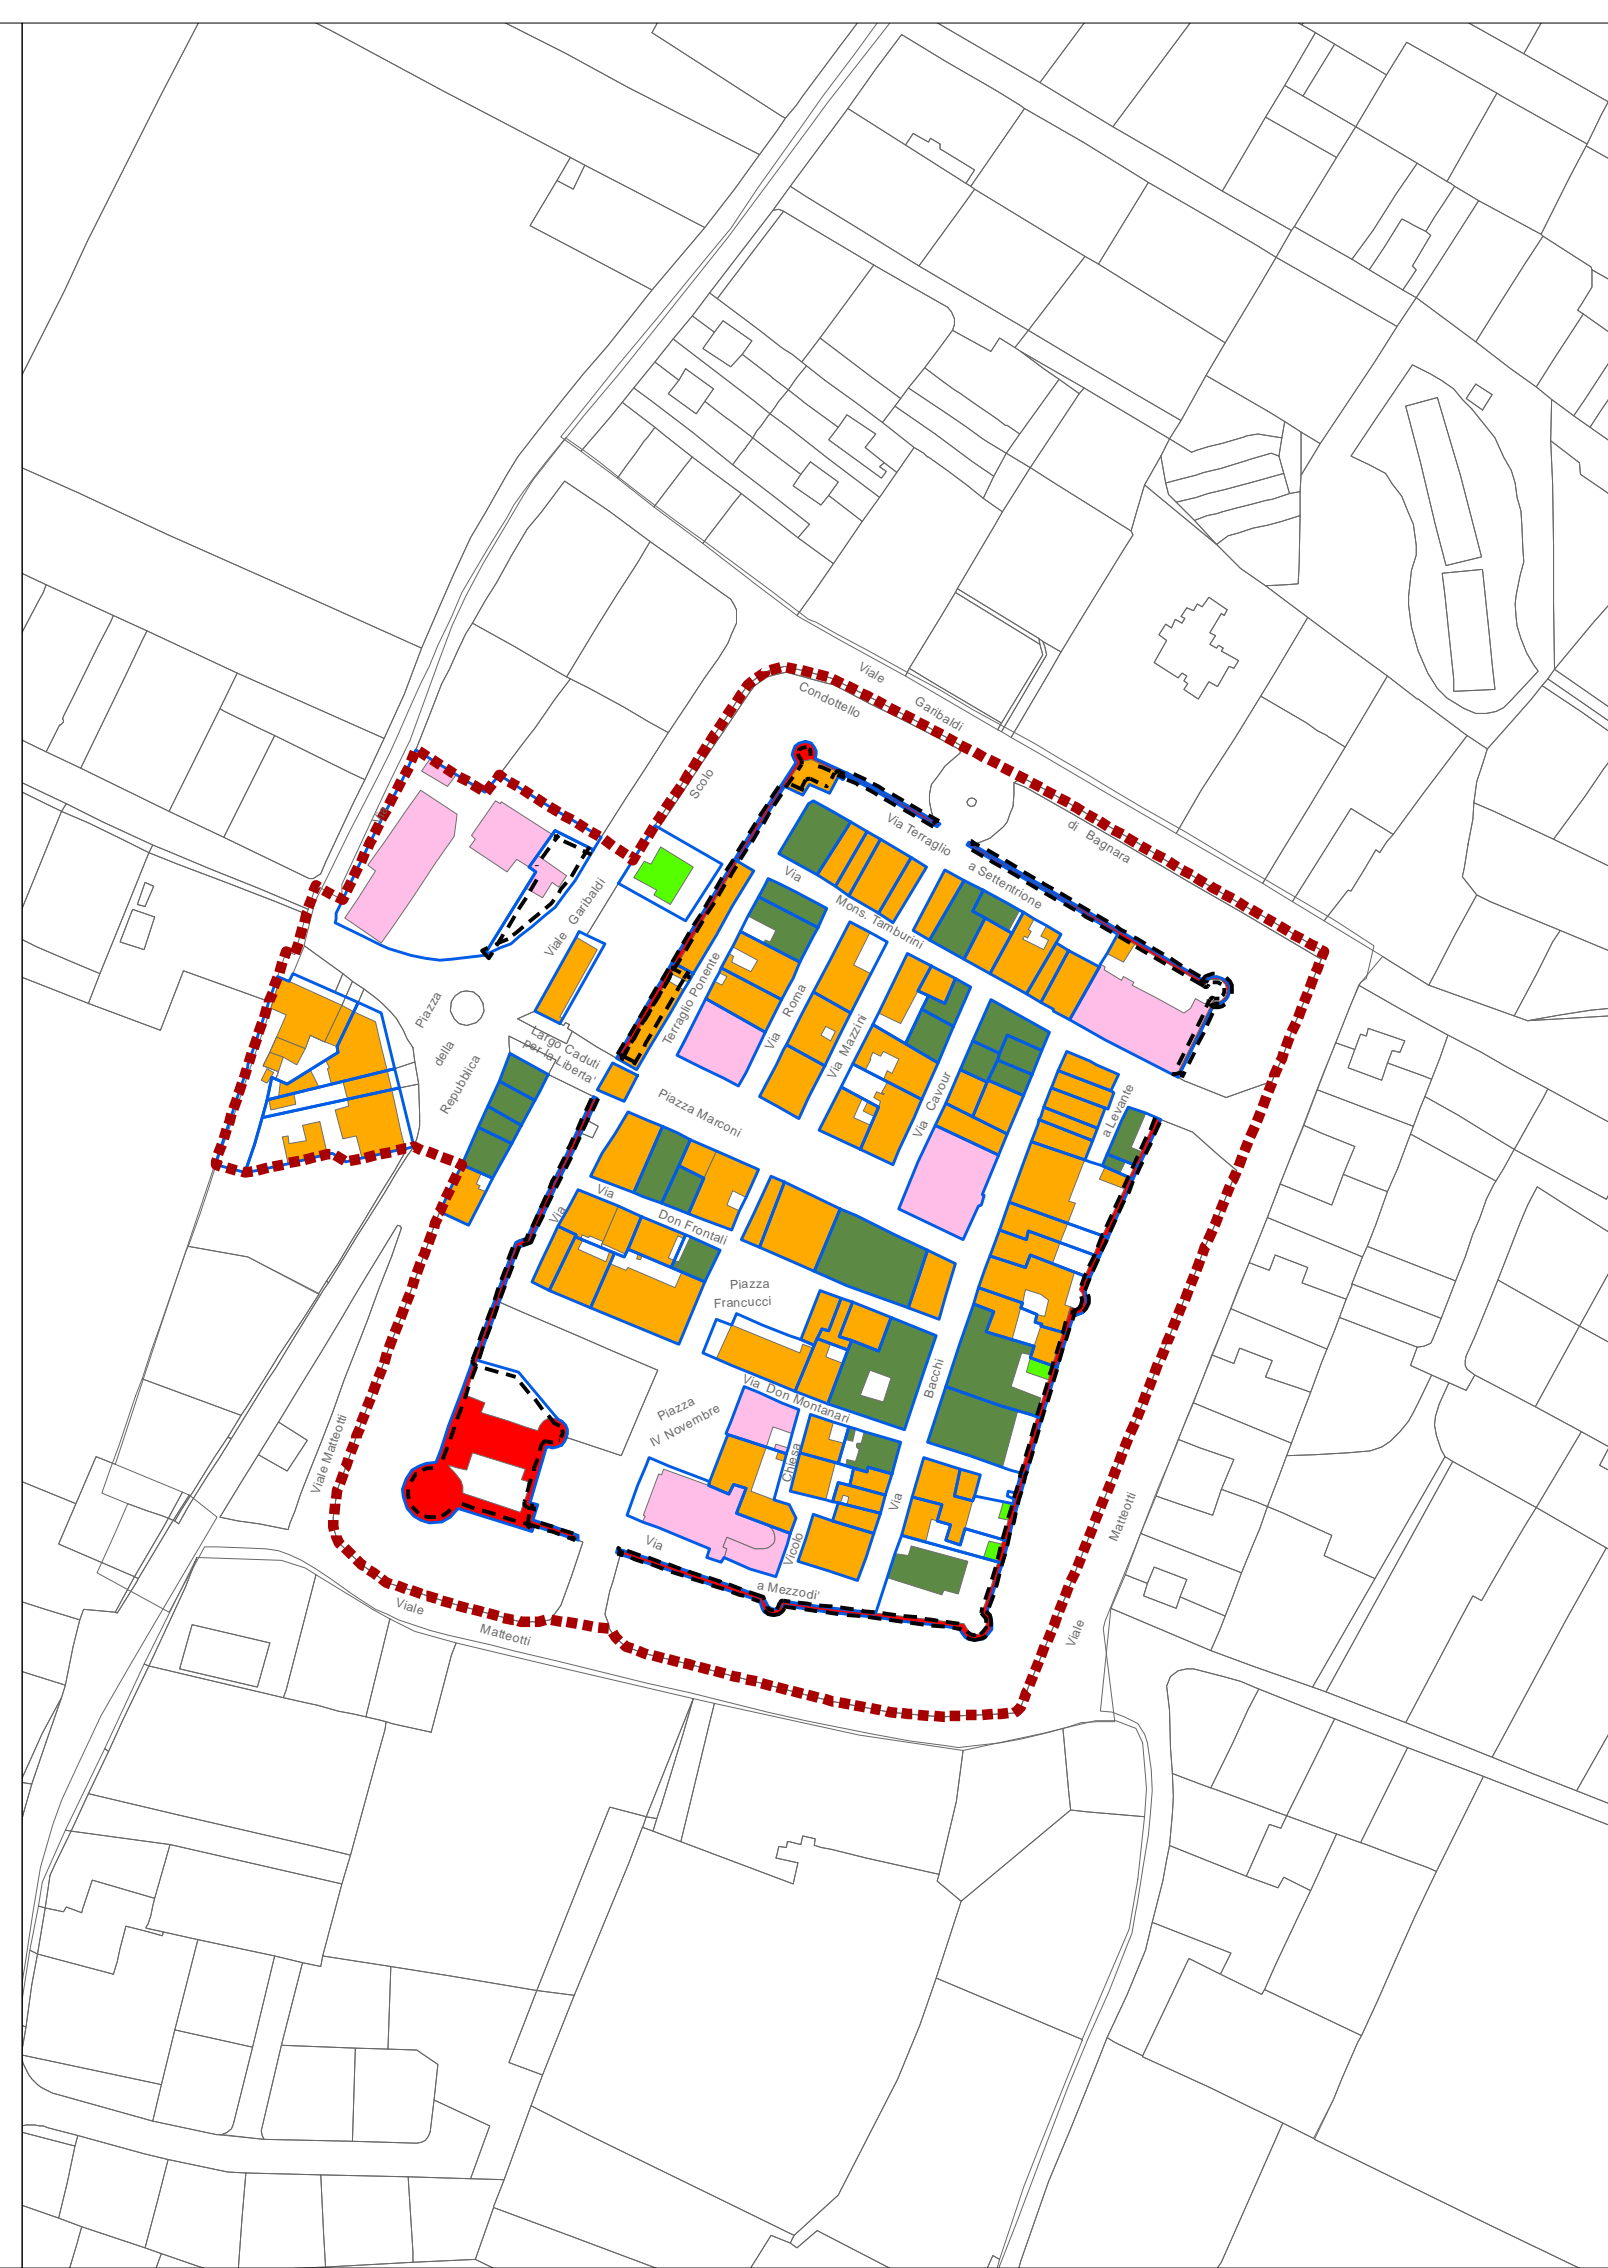 Viale
Garibaldi
Condottello
di Bagnara
Scolo
Via Terraglio
a Settentrione
Via
Mons. Tamburini
Viale Garibaldi
Terraglio Ponente
Via Roma
Via Mazzini
Piazza
della
Repubblica
Largo Caduti
per la Liberta'
Via Cavour
a Levante
Piazza Marconi
Via
Don Frontali
Via
Piazza
Francucci
Bacchi
Via
Via Don Montanari
Piazza
IV Novembre
Chiesa
Vicolo
Viale Matteotti
Via
a Mezzodi'
Matteotti
Viale
Viale
Matteotti